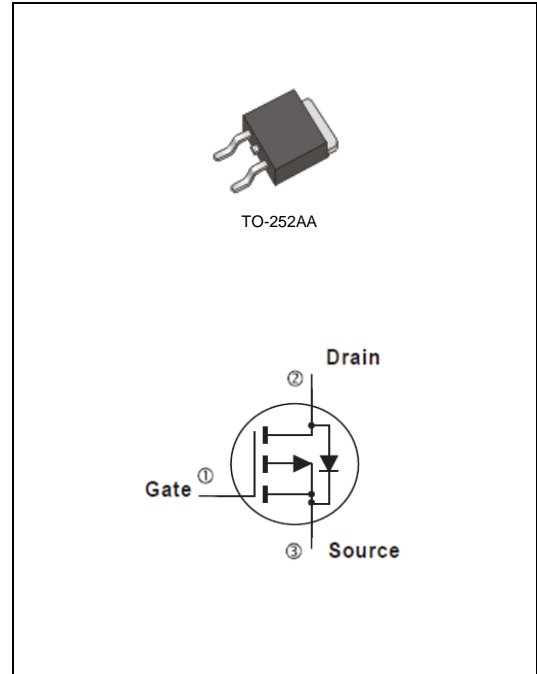 TO-252AA
Drain
②
Gate ①
③ Source